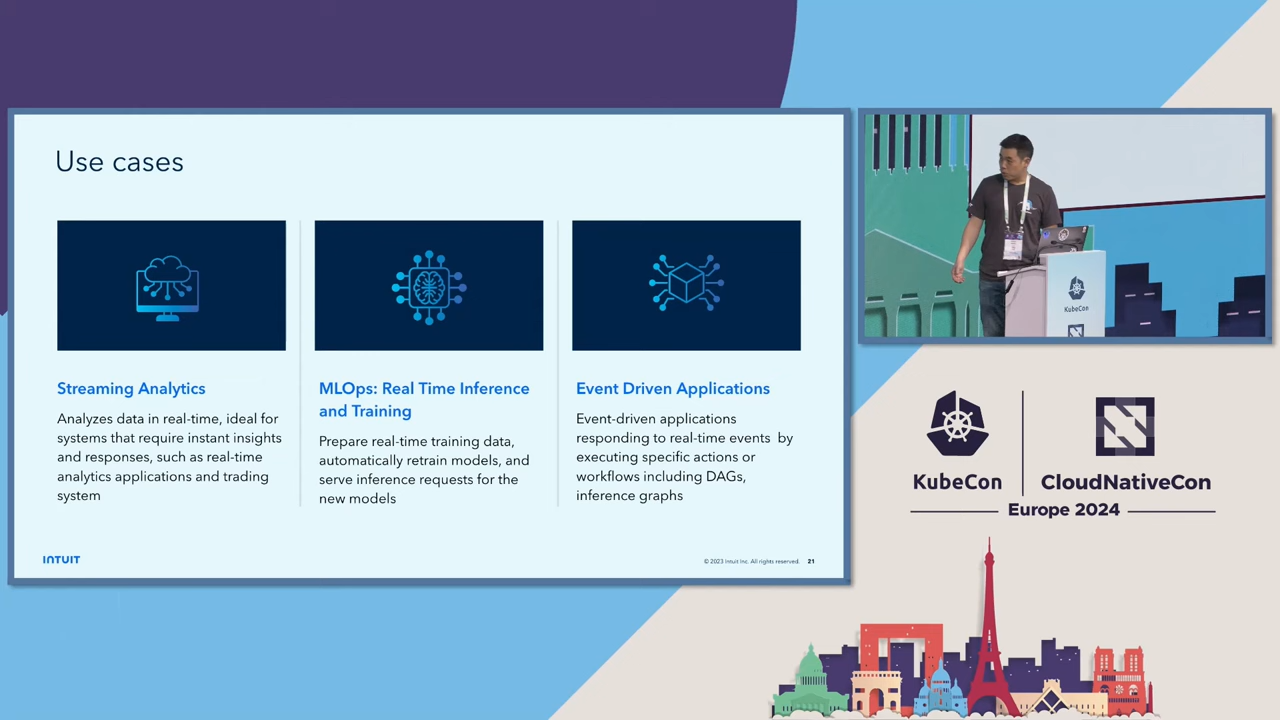 Use cases
Streaming Analytics
Analyzes data in real-time, ideal for
systems that require instant insights
and responses, such as real-time
analytics applications and trading
system
MLOps: Real Time Inference
and Training
Prepare real-time training data,
automatically retrain models, and
serve inference requests for the
new models
Event Driven Applications
Event-driven applications
responding to real-time events by
executing specific actions or
workflows including DAGs,
inference graphs
INTUIT
© 2023 Intuit Inc. All rights reserved. 21
KubeCon
KubeCon
CloudNativeCon
Europe 2024